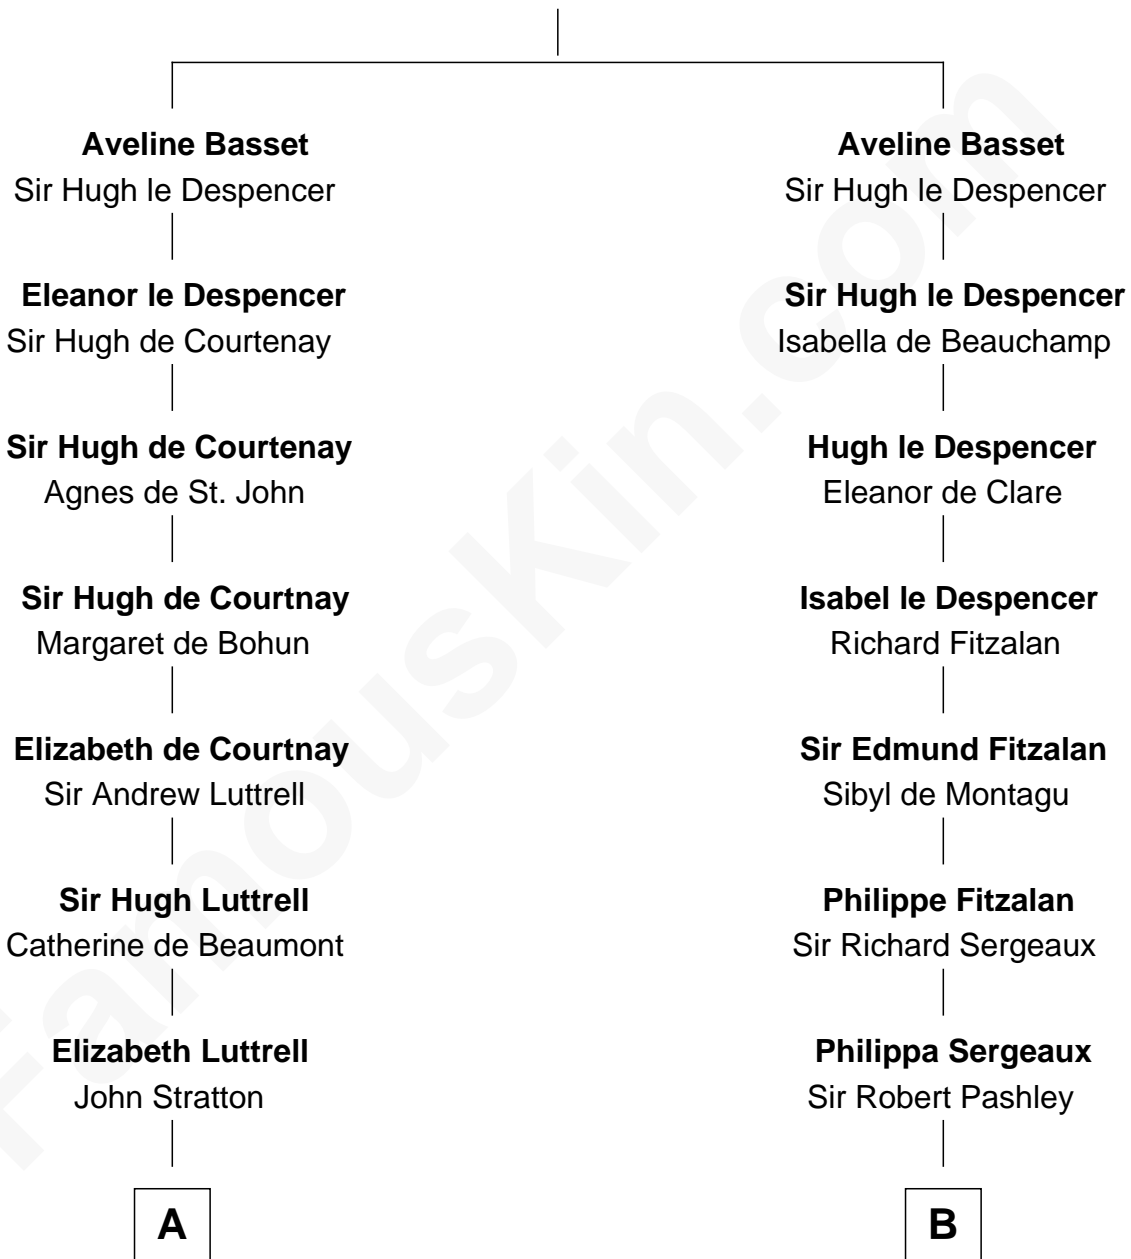 Aveline Basset
Sir Hugh le Despencer
Eleanor le Despencer
Sir Hugh de Courtenay
Sir Hugh de Courtenay
Agnes de St. John
Sir Hugh de Courtnay
Margaret de Bohun
Elizabeth de Courtnay
Sir Andrew Luttrell
Sir Hugh Luttrell
Catherine de Beaumont
Elizabeth Luttrell
John Stratton
A
Aveline Basset
Sir Hugh le Despencer
Sir Hugh le Despencer
Isabella de Beauchamp
Hugh le Despencer
Eleanor de Clare
Isabel le Despencer
Richard Fitzalan
Sir Edmund Fitzalan
Sibyl de Montagu
Philippe Fitzalan
Sir Richard Sergeaux
Philippa Sergeaux
Sir Robert Pashley
B
FamousKin.com